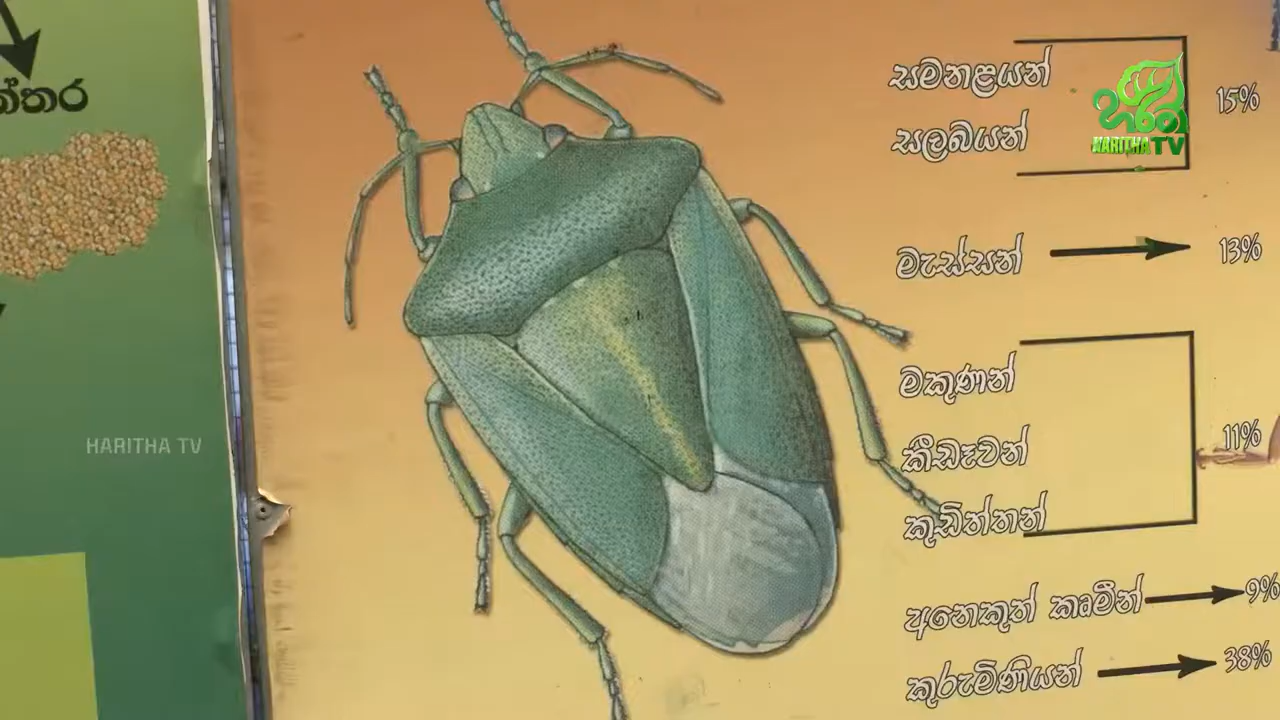 ත්තර
HARITHA TV
සමනළයන්
සලබයන්
15%
හරිත
HARITHA TV
මැස්සන්
13%
මකුණන්
කීඩෑවන්
කුඩිත්තන්
11%
අනෙකුත් කෘමීන්
9%
කුරුමිණියන්
38%